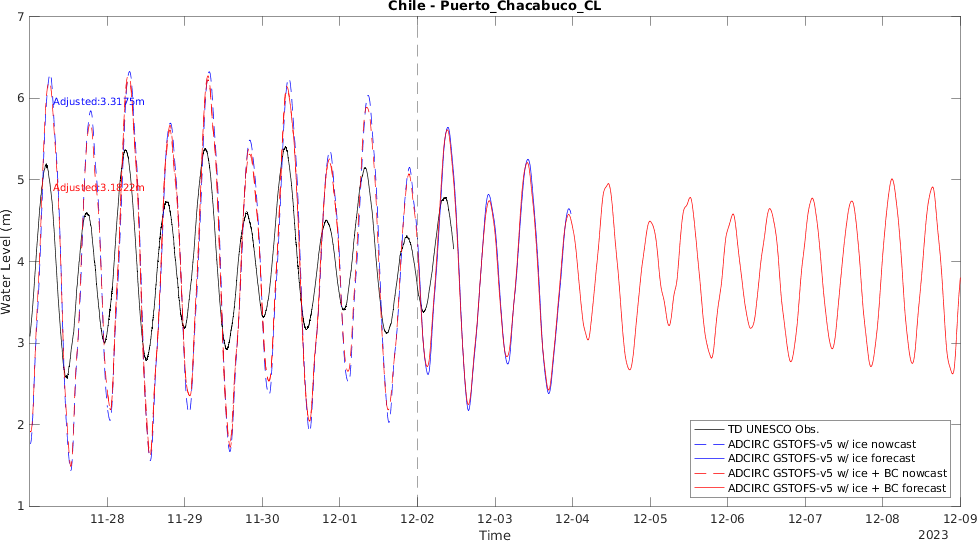 Chile - Puerto_Chacabuco_CL
7
6
5
4
3
2
1
Water Level (m)
Adjusted:3.3175m
Adjusted:3.1822m
TD UNESCO Obs.
ADCIRC GSTOFS-v5 w/ ice nowcast
ADCIRC GSTOFS-v5 w/ ice forecast
ADCIRC GSTOFS-v5 w/ ice + BC nowcast
ADCIRC GSTOFS-v5 w/ ice + BC forecast
11-28 11-29 11-30 12-01 12-02 12-03 12-04 12-05 12-06 12-07 12-08 12-09
Time
2023